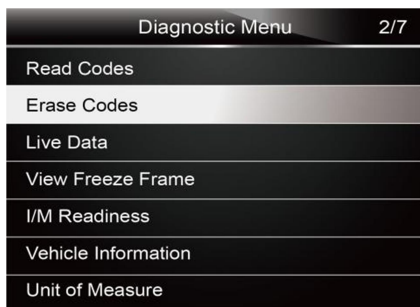 Diagnostic Menu 2/7
Read Codes
Erase Codes
Live Data
View Freeze Frame
I/M Readiness
Vehicle Information
Unit of Measure